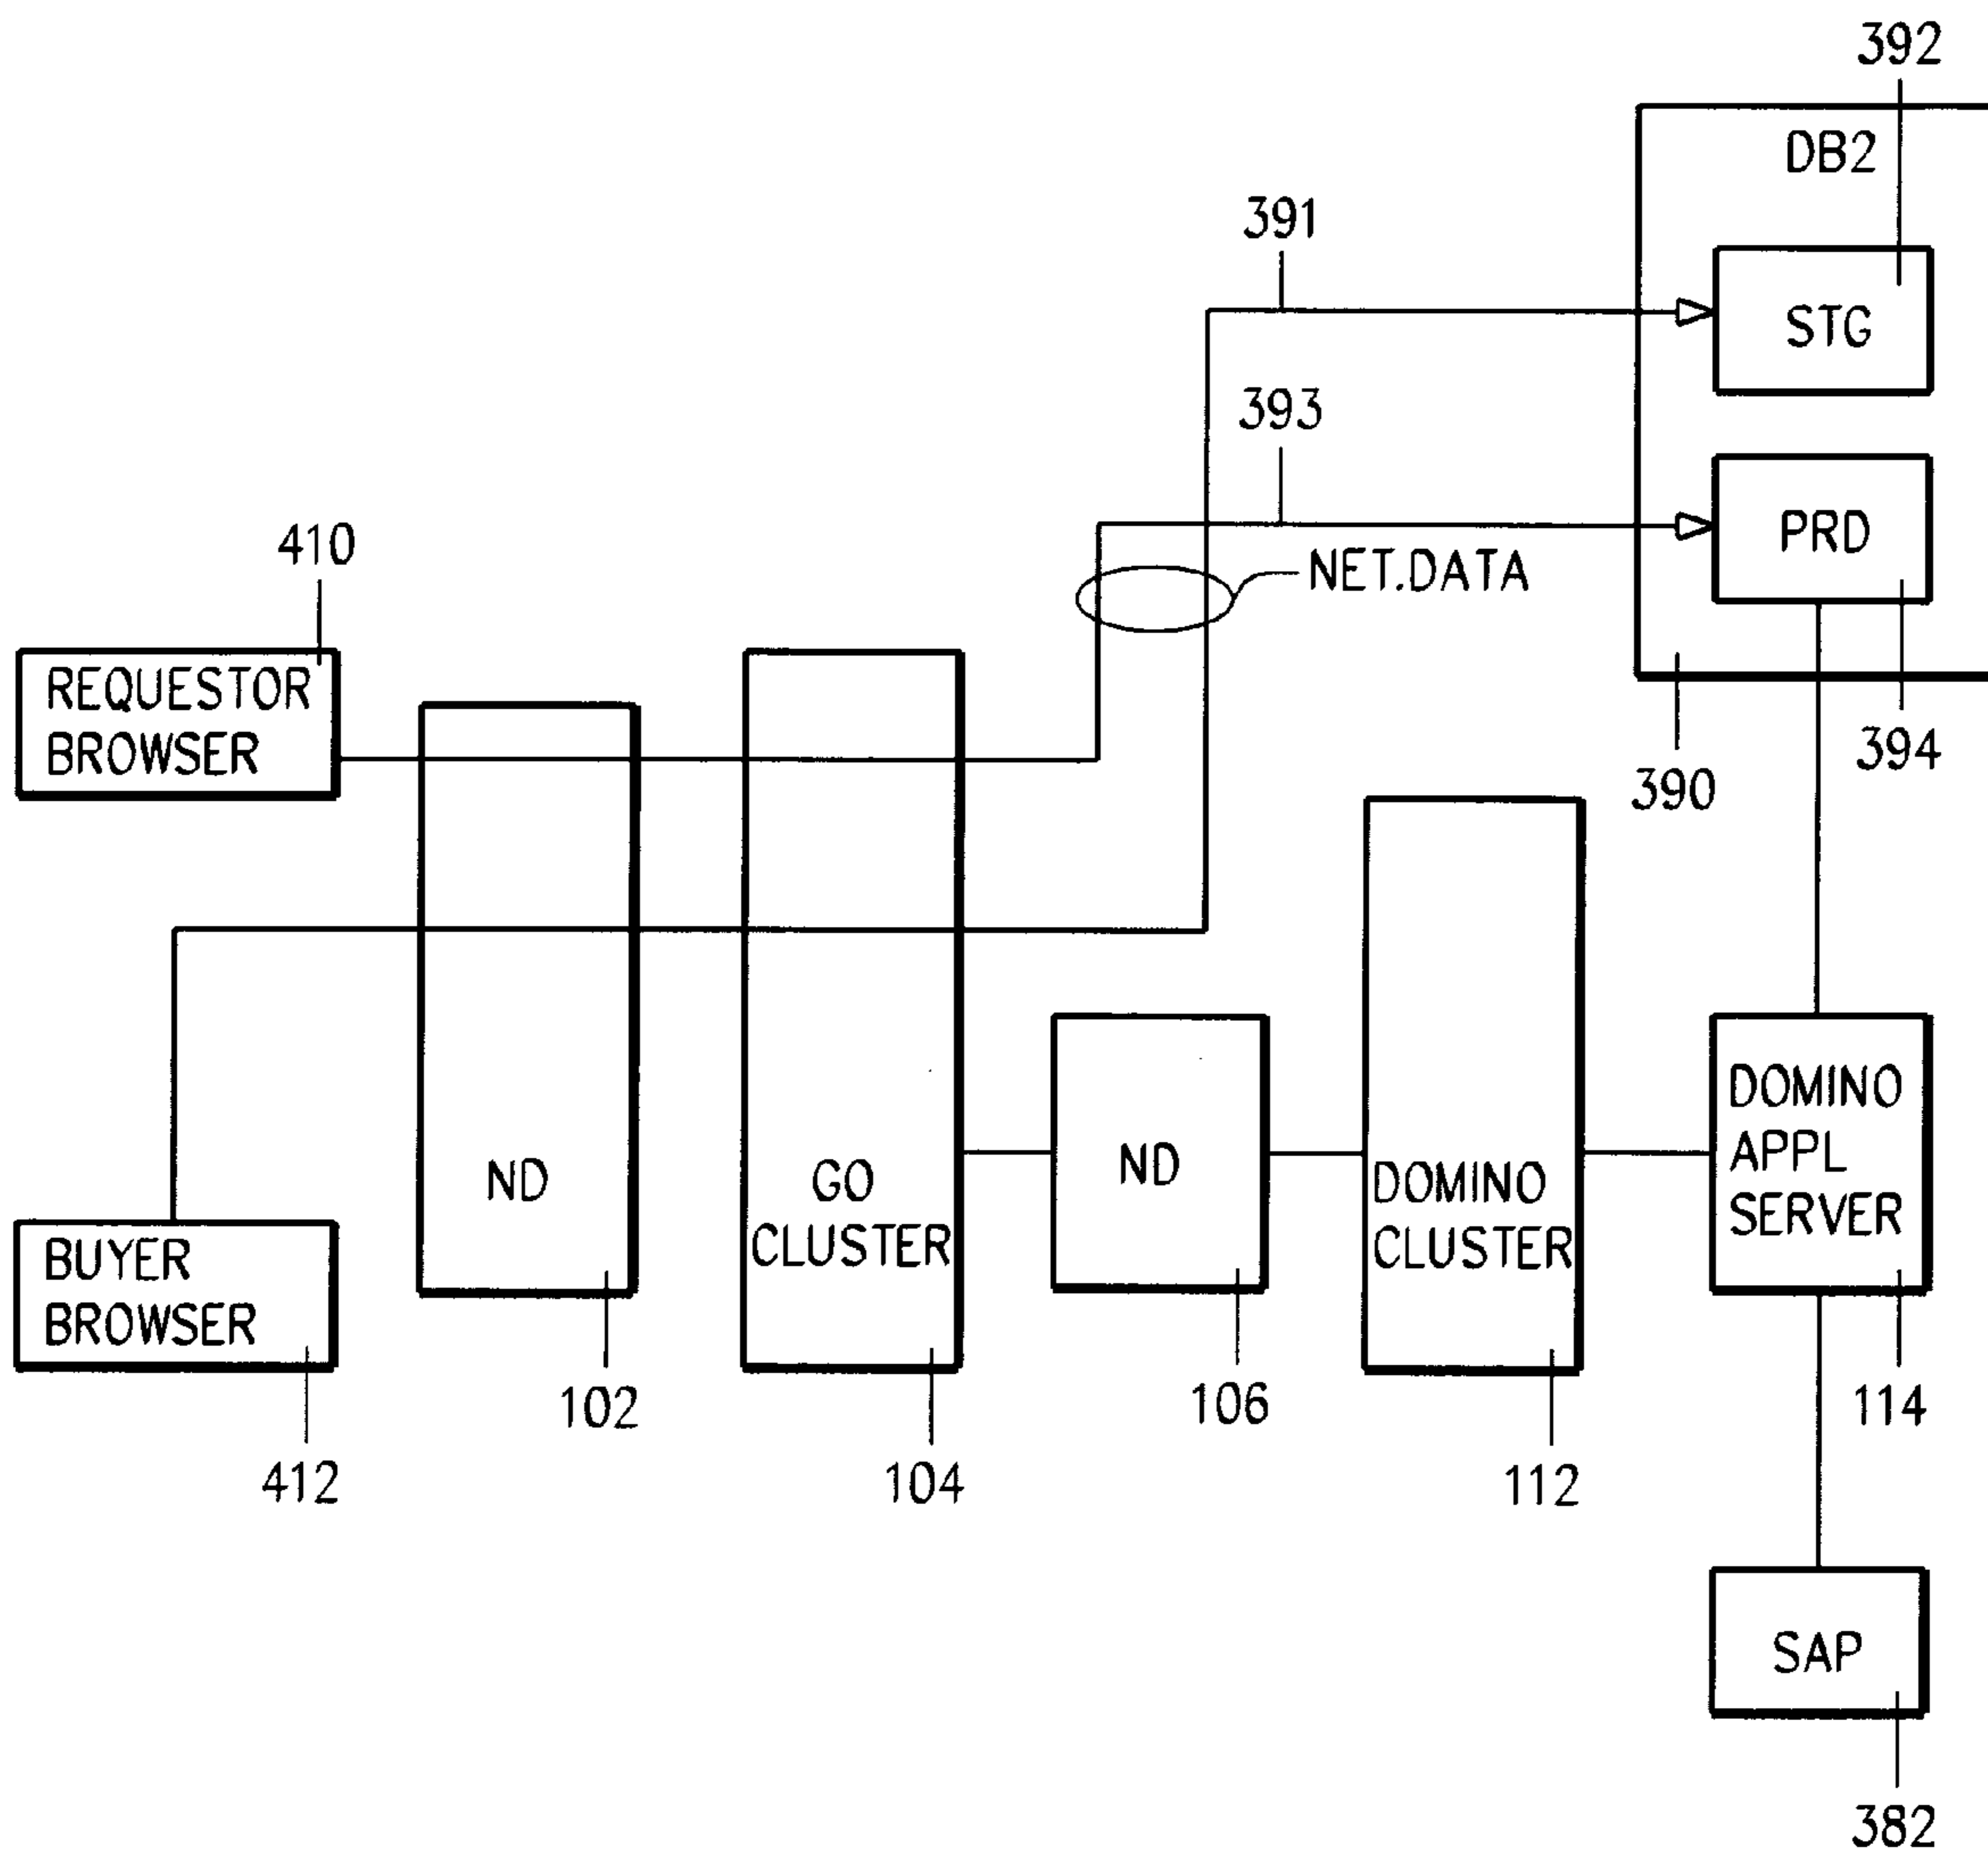 392
DB2
391
STG
393
PRD
410
NET.DATA
REQUESTOR
BROWSER
394
390
DOMINO
APPL
SERVER
ND
GO
CLUSTER
ND
DOMINO
CLUSTER
BUYER
BROWSER
102
106
114
412
104
112
SAP
382